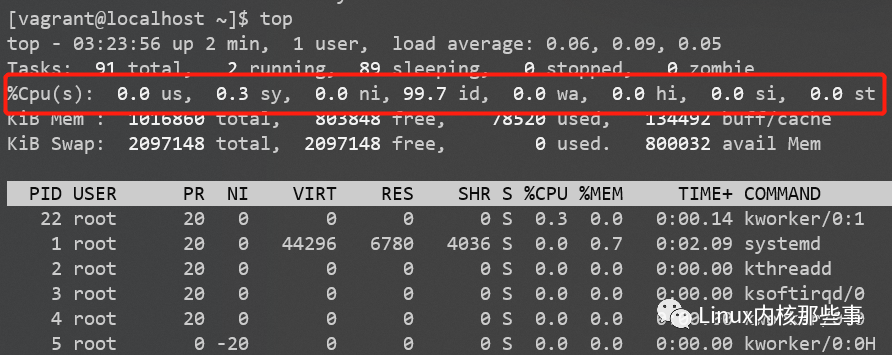 [vagrant@localhost ~]$ top
top - 03:23:56 up 2 min,  1 user,  load average: 0.06, 0.09, 0.05
Tasks:  91 total,   2 running,  89 sleeping,   0 stopped,   0 zombie
%Cpu(s):  0.0 us,  0.3 sy,  0.0 ni, 99.7 id,  0.0 wa,  0.0 hi,  0.0 si,  0.0 st
KiB Mem :  1016860 total,   803848 free,    78520 used,   134492 buff/cache
KiB Swap:  2097148 total,  2097148 free,        0 used.   800032 avail Mem
PID USER      PR  NI    VIRT    RES    SHR S %CPU %MEM     TIME+ COMMAND
22 root      20   0       0      0      0 S  0.3  0.0   0:00.14 kworker/0:1
1 root      20   0   44296   6780   4036 S  0.0  0.7   0:02.09 systemd
2 root      20   0       0      0      0 S  0.0  0.0   0:00.00 kthreadd
3 root      20   0       0      0      0 S  0.0  0.0   0:00.00 ksoftirqd/0
4 root      20   0       0      0      0 S  0.0  0.0
Linux内核那些事
5 root       0 -20       0      0      0 S  0.0  0.0   0:00.00 kworker/0:0H